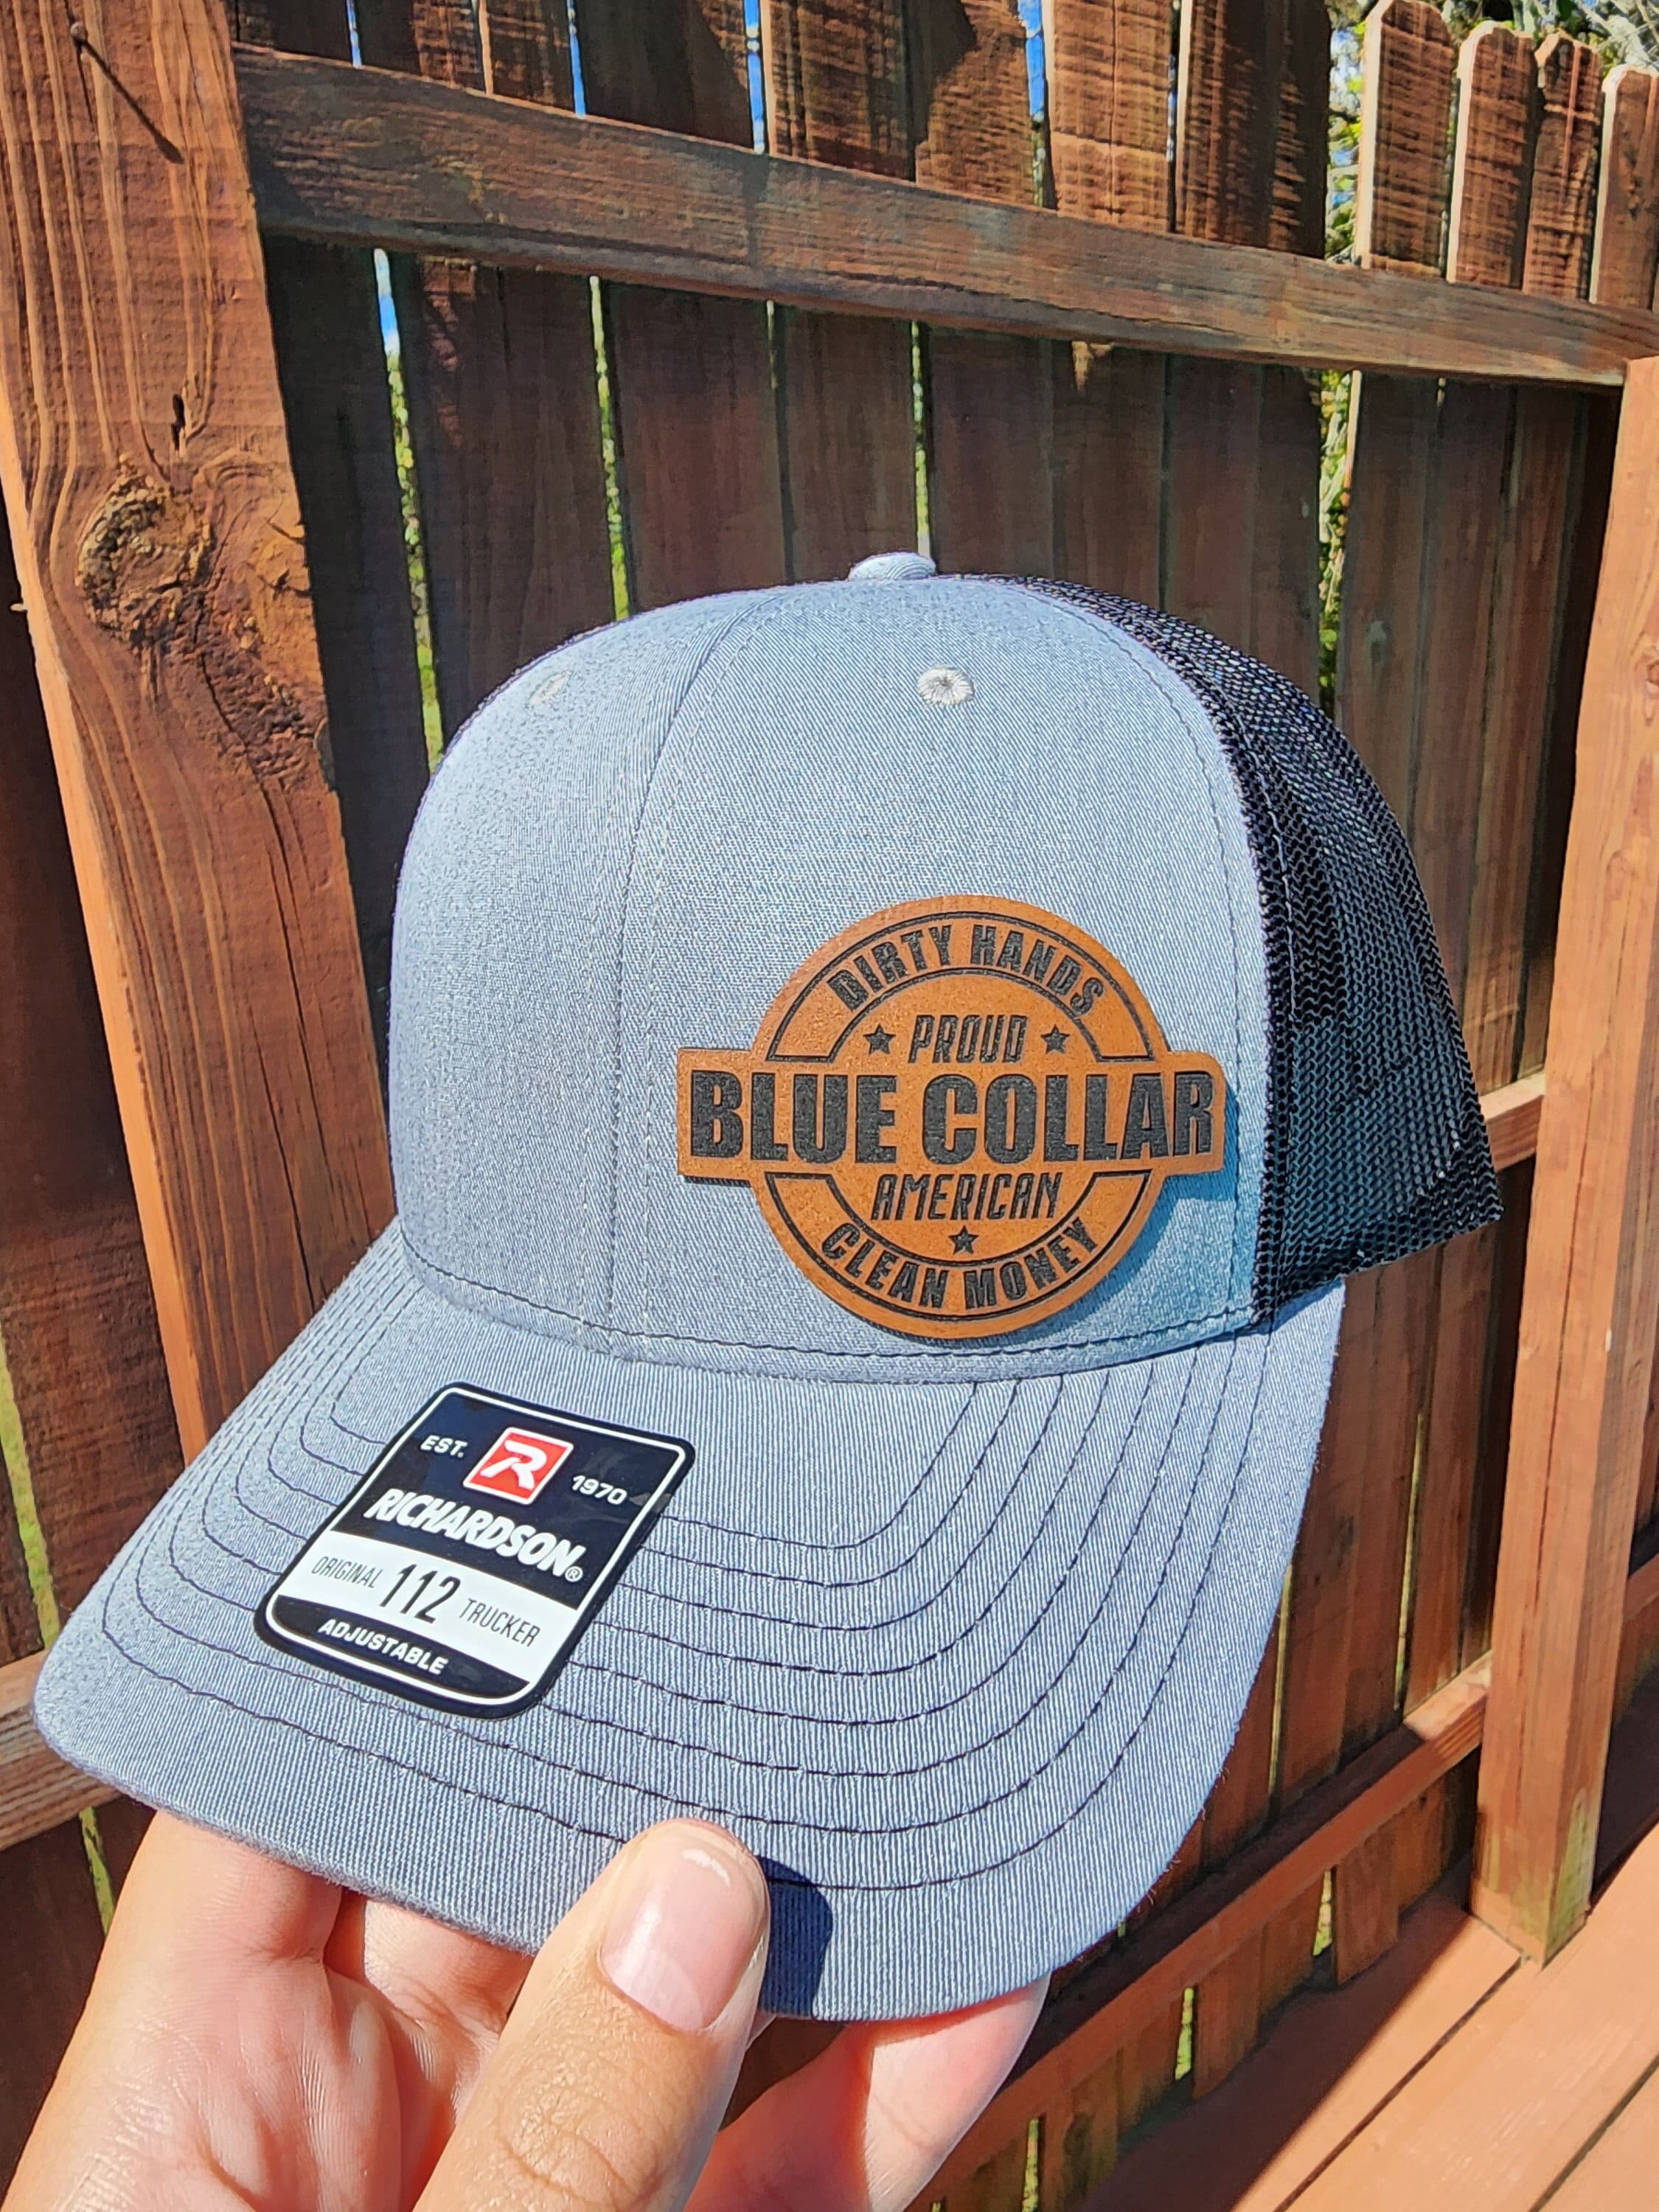 DIRTY HANDS
PROUD
BLUE COLLAR
AMERICAN
CLEAN MONEY
EST. R 1970
RICHARDSON®
ORIGINAL 112 TRUCKER
ADJUSTABLE